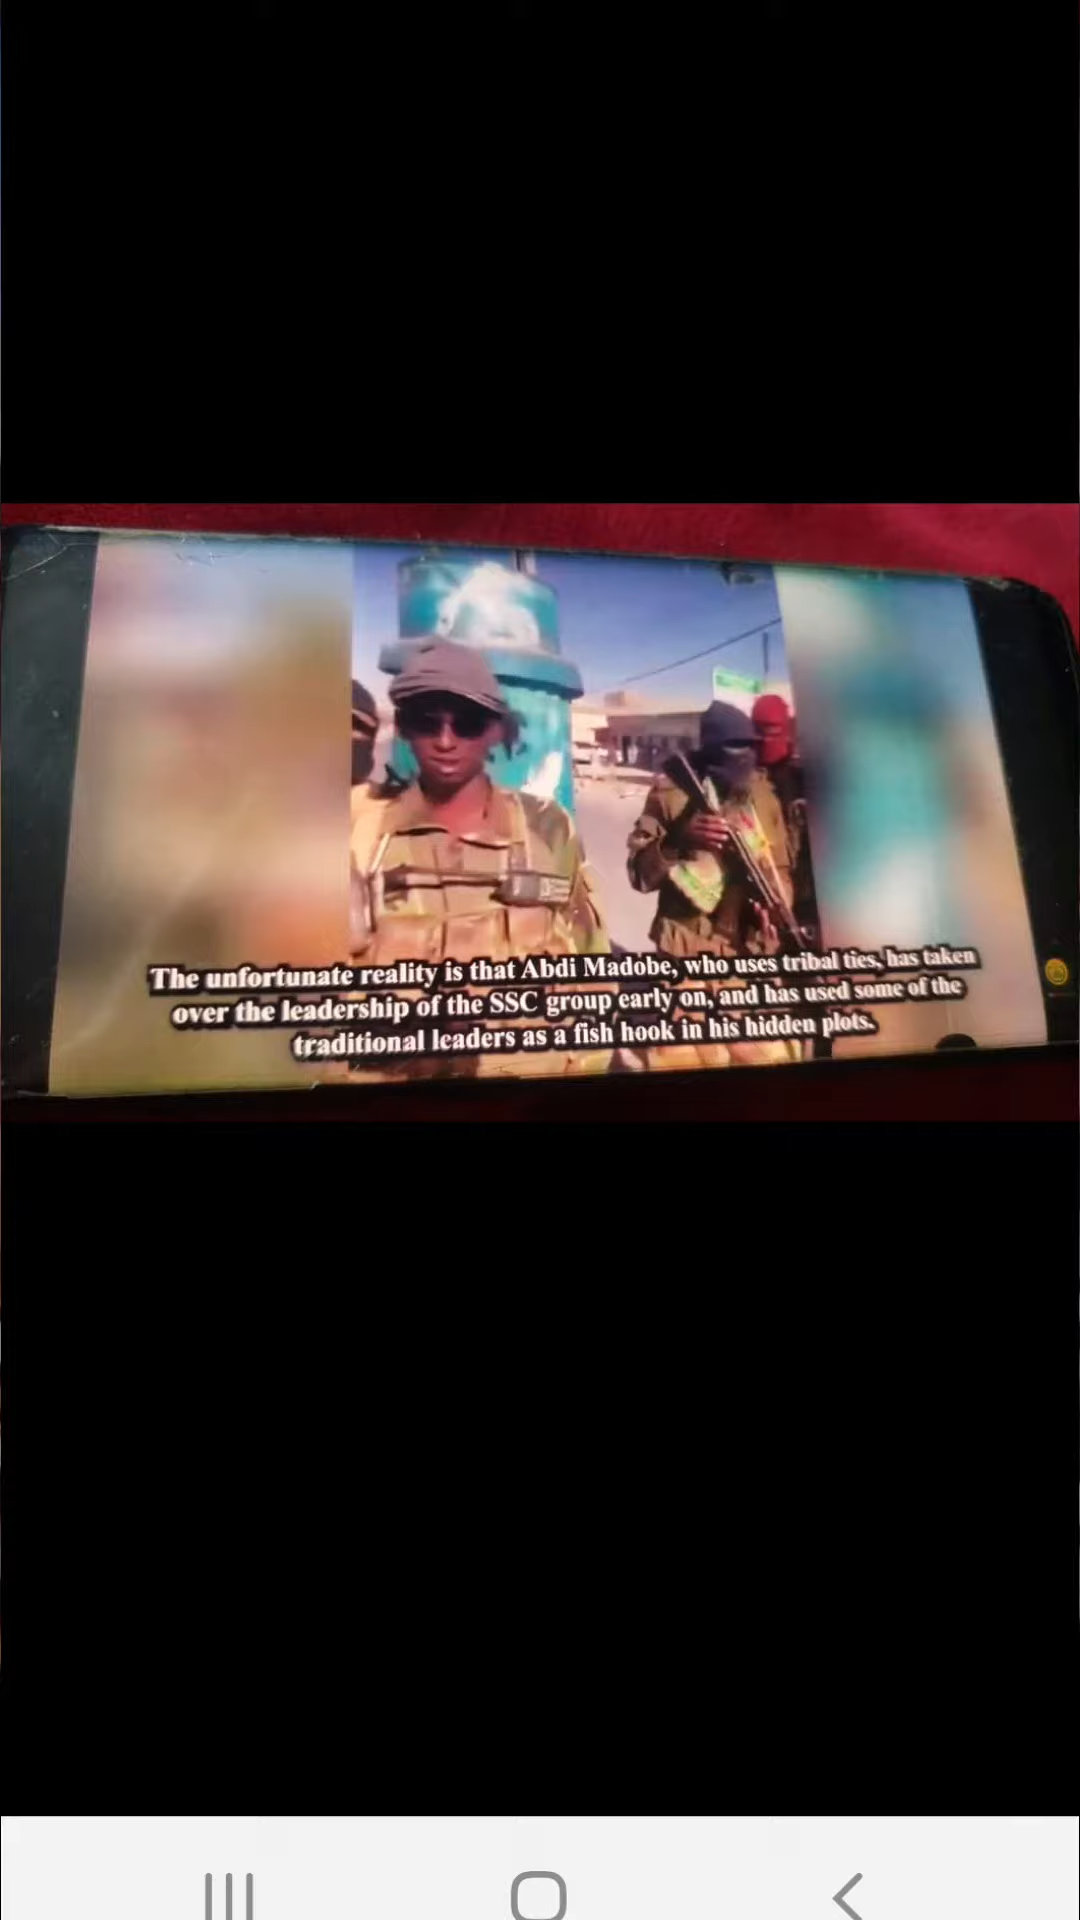 The unfortunate reality is that Abdi Madobe, who uses tribal ties, has taken
over the leadership of the SSC group early on, and has used some of the
traditional leaders as a fish hook in his hidden plots.